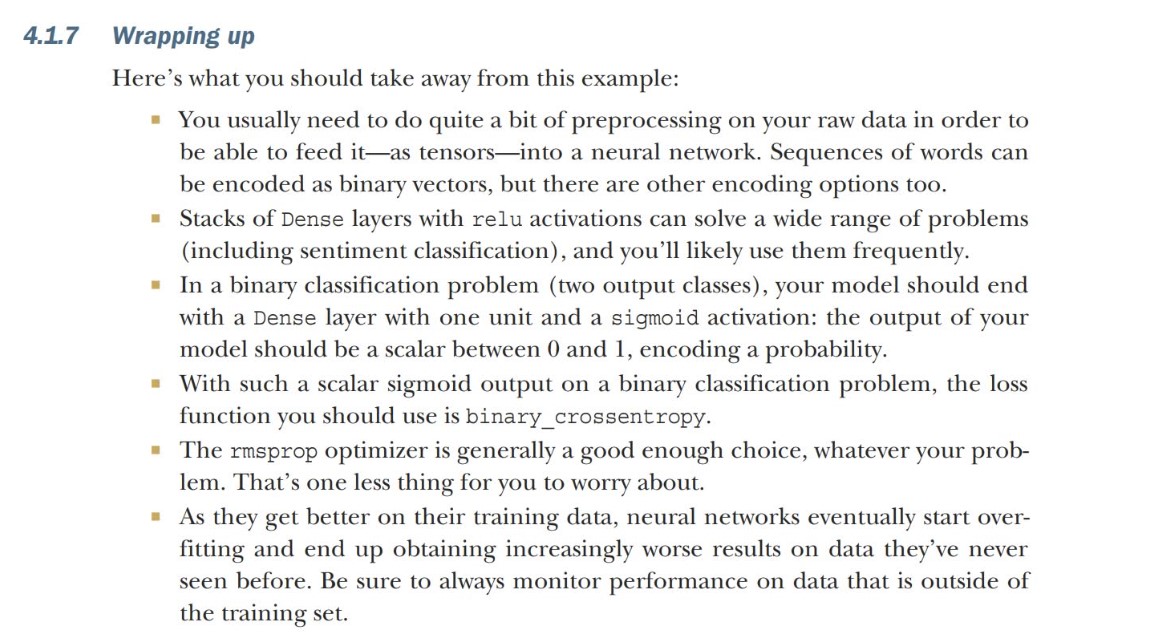 4.1.7 Wrapping up
Here's what you should take away from this example:
■ You usually need to do quite a bit of preprocessing on your raw data in order to
be able to feed it—as tensors—into a neural network. Sequences of words can
be encoded as binary vectors, but there are other encoding options too.
■ Stacks of Dense layers with relu activations can solve a wide range of problems
(including sentiment classification), and you'll likely use them frequently.
■ In a binary classification problem (two output classes), your model should end
with a Dense layer with one unit and a sigmoid activation: the output of your
model should be a scalar between 0 and 1, encoding a probability.
■ With such a scalar sigmoid output on a binary classification problem, the loss
function you should use is binary_crossentropy.
■ The rmsprop optimizer is generally a good enough choice, whatever your prob-
lem. That's one less thing for you to worry about.
■ As they get better on their training data, neural networks eventually start over-
fitting and end up obtaining increasingly worse results on data they've never
seen before. Be sure to always monitor performance on data that is outside of
the training set.